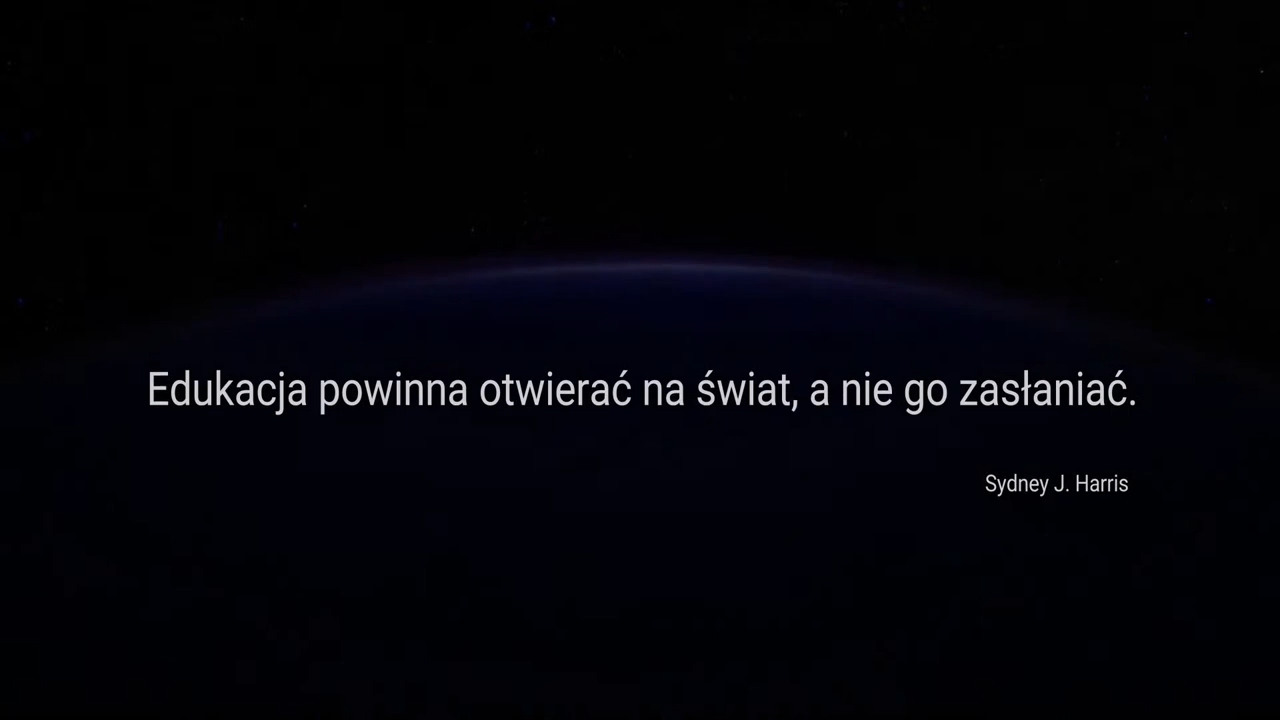 Edukacja powinna otwierać na świat, a nie go zasłaniać.
Sydney J. Harris